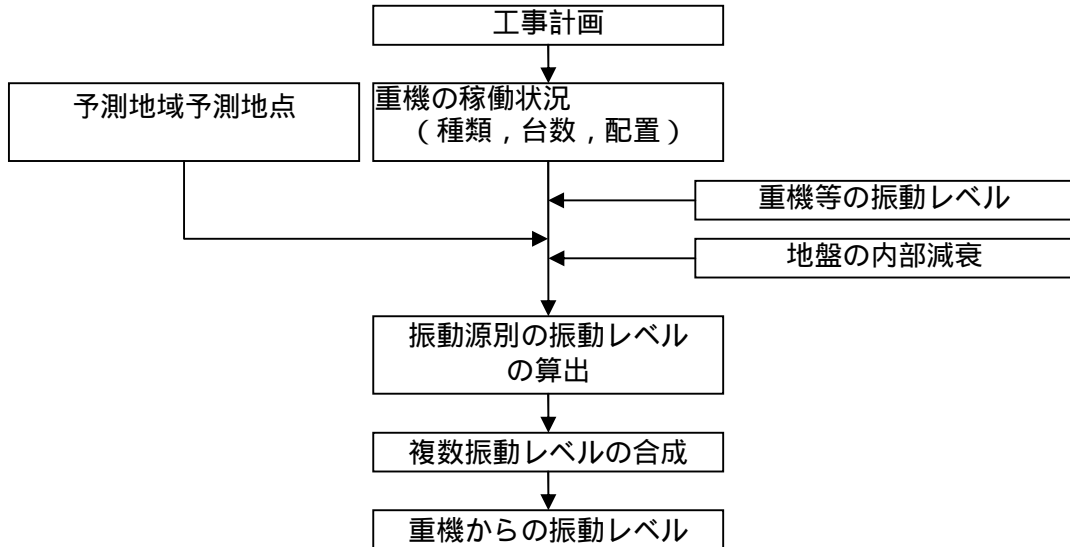 工事計画
予測地域予測地点
重機の稼働状況
（種類，台数，配置）
重機等の振動レベル
地盤の内部減衰
振動源別の振動レベル
の算出
複数振動レベルの合成
重機からの振動レベル